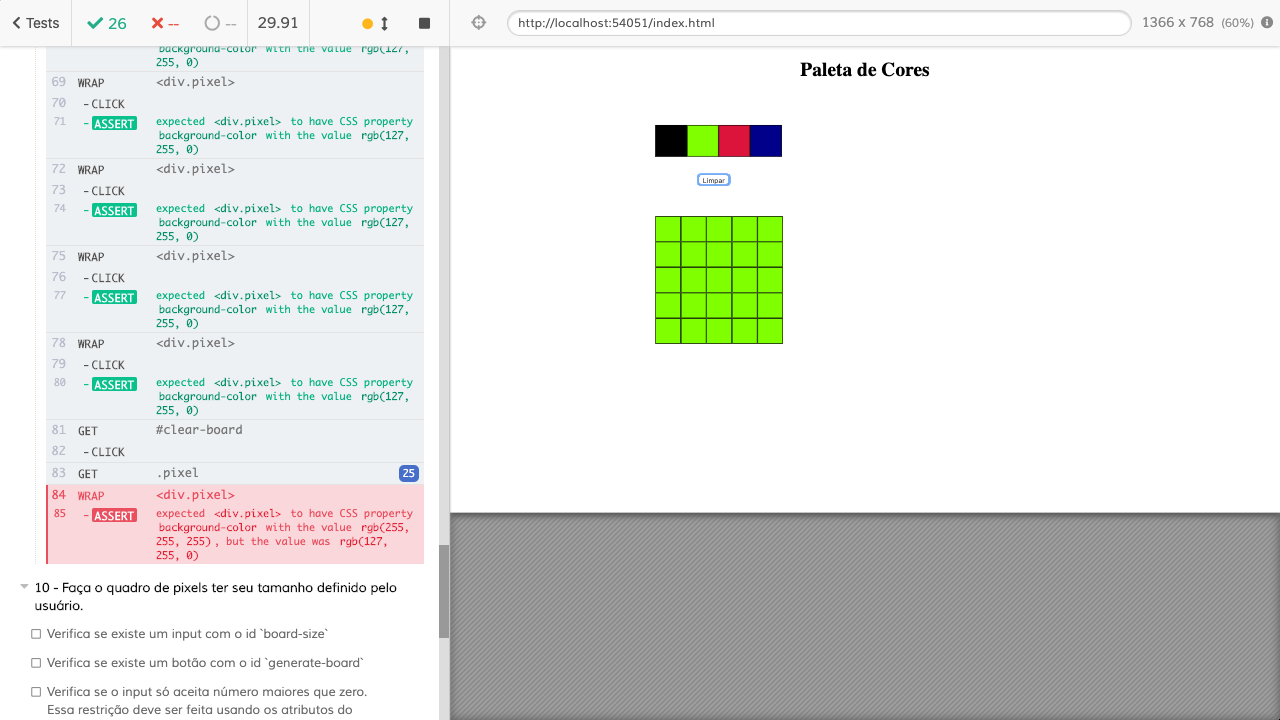 Tests
26
--
--
29.91
http://localhost:54051/index.html
1366 x 768 (60%)
background-color with the value rgb(127,
255, 0)
69 WRAP <div.pixel>
70 -CLICK
71 -ASSERT expected <div.pixel> to have CSS property
background-color with the value rgb(127,
255, 0)
72 WRAP <div.pixel>
73 -CLICK
74 -ASSERT expected <div.pixel> to have CSS property
background-color with the value rgb(127,
255, 0)
75 WRAP <div.pixel>
76 -CLICK
77 -ASSERT expected <div.pixel> to have CSS property
background-color with the value rgb(127,
255, 0)
78 WRAP <div.pixel>
79 -CLICK
80 -ASSERT expected <div.pixel> to have CSS property
background-color with the value rgb(127,
255, 0)
81 GET #clear-board
82 -CLICK
83 GET .pixel 25
84 WRAP <div.pixel>
85 -ASSERT expected <div.pixel> to have CSS property
background-color with the value rgb(255,
255, 255), but the value was rgb(127,
255, 0)
10 - Faça o quadro de pixels ter seu tamanho definido pelo
usuário.
Verifica se existe um input com o id `board-size`
Verifica se existe um botão com o id `generate-board`
Verifica se o input só aceita número maiores que zero.
Essa restrição deve ser feita usando os atributos do
Paleta de Cores
Limpar